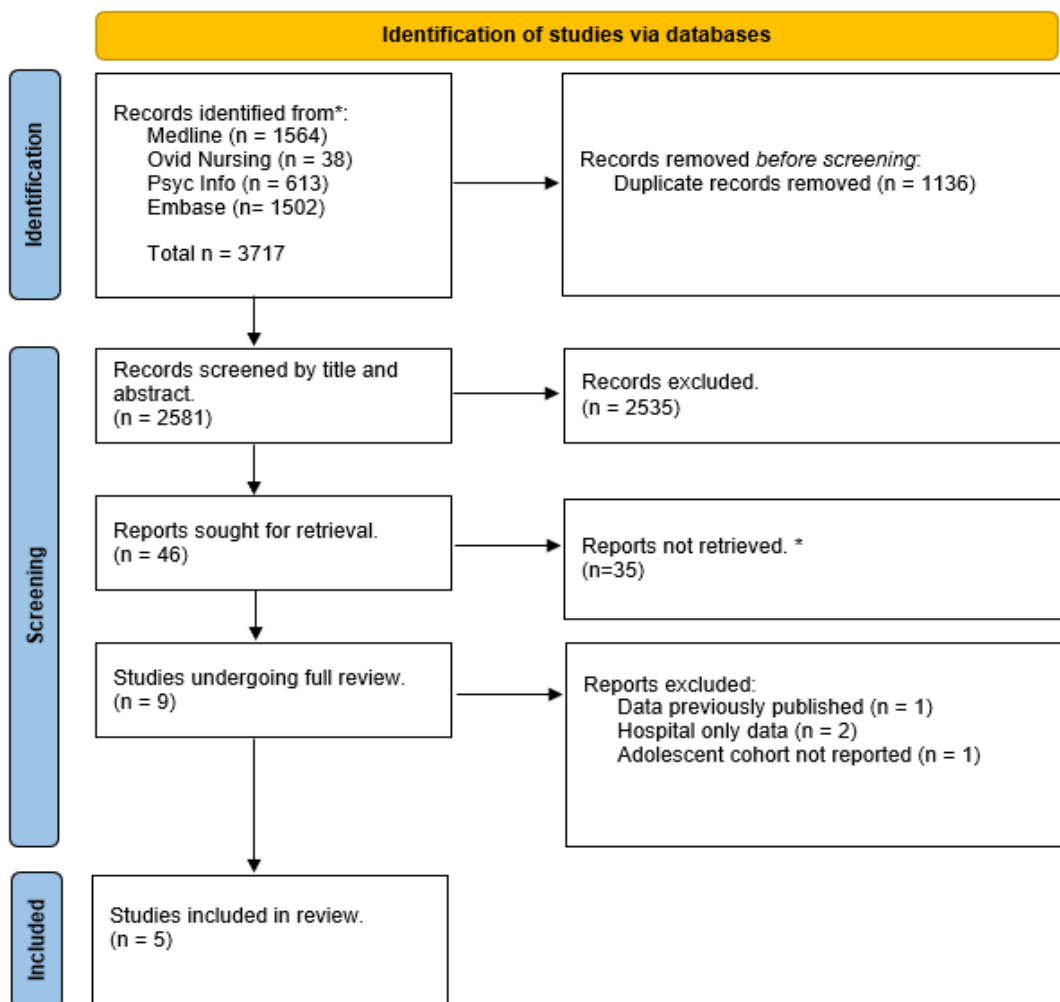 Identification of studies via databases
Identification
Records identified from*:
Medline (n = 1564)
Ovid Nursing (n = 38)
Psyc Info (n = 613)
Embase (n= 1502)
Total n = 3717
Records removed before screening:
Duplicate records removed (n = 1136)
Screening
Records screened by title and
abstract.
(n = 2581)
Records excluded.
(n = 2535)
Reports sought for retrieval.
(n = 46)
Reports not retrieved. *
(n=35)
Studies undergoing full review.
(n = 9)
Reports excluded:
Data previously published (n = 1)
Hospital only data (n = 2)
Adolescent cohort not reported (n = 1)
Included
Studies included in review.
(n = 5)